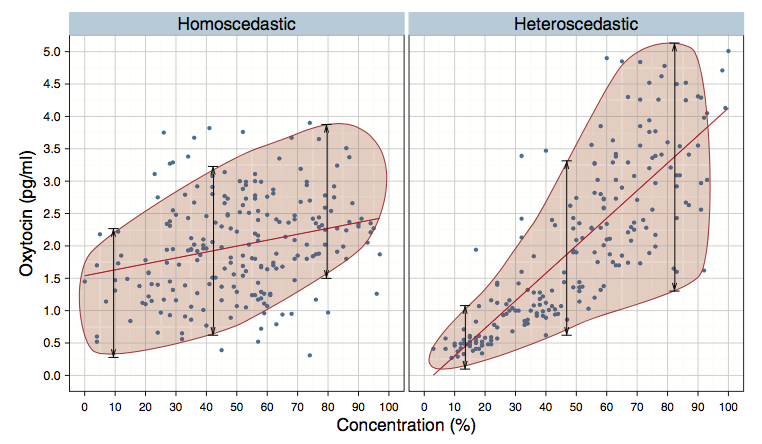 Homoscedastic Heteroscedastic
5.0
4.5
4.0
3.5
3.0
2.5
2.0
1.5
1.0
0.5
0.0
Oxytocin (pg/ml)
0 10 20 30 40 50 60 70 80 90 100 0 10 20 30 40 50 60 70 80 90 100
Concentration (%)